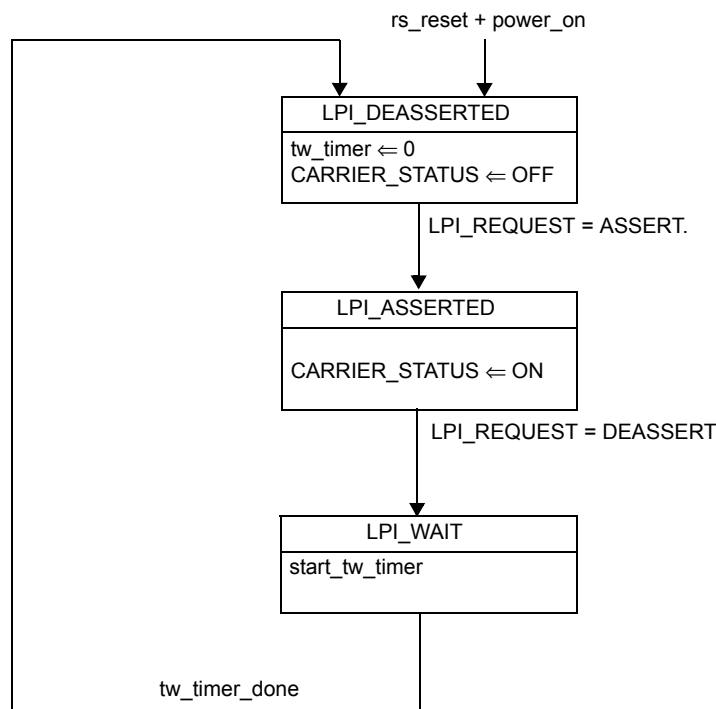 rs_reset + power_on
LPI_DEASSERTED
tw_timer ⇐ 0
CARRIER_STATUS ⇐ OFF
LPI_REQUEST = ASSERT.
LPI_ASSERTED
CARRIER_STATUS ⇐ ON
LPI_REQUEST = DEASSERT
LPI_WAIT
start_tw_timer
tw_timer_done